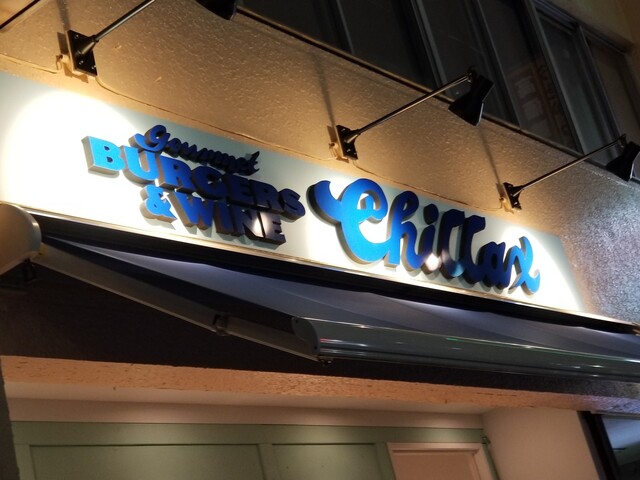 Gourmet
BURGERS
& WINE
Chillax